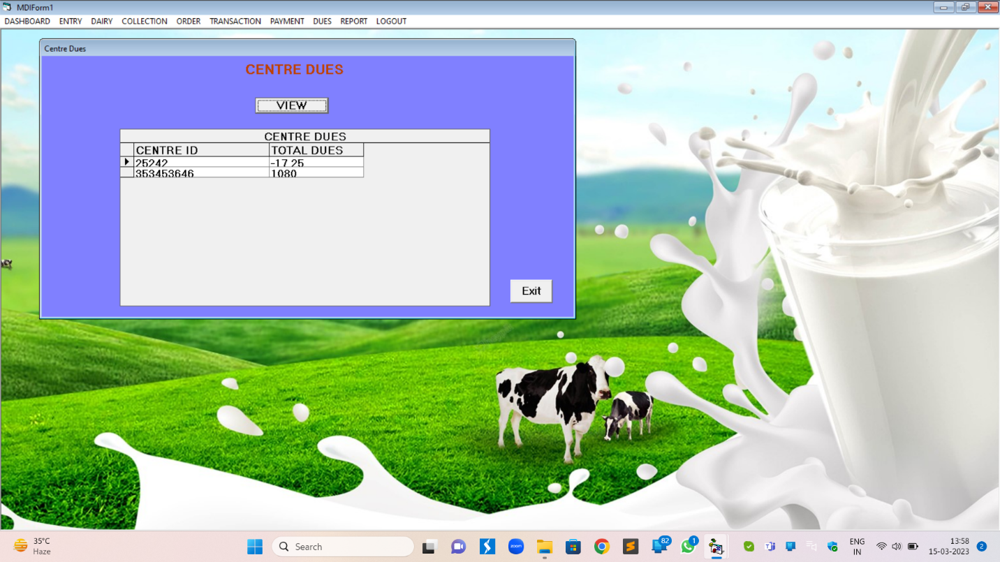 MDIForm1
DASHBOARD ENTRY DAIRY COLLECTION ORDER TRANSACTION PAYMENT DUES REPORT LOGOUT
Centre Dues
CENTRE DUES
VIEW
CENTRE DUES
CENTRE ID TOTAL DUES
25242 -17.25
353453646 1080
Exit
35°C
Haze
Search
zoom
82
1
ENG
IN
13:58
15-03-2023
2